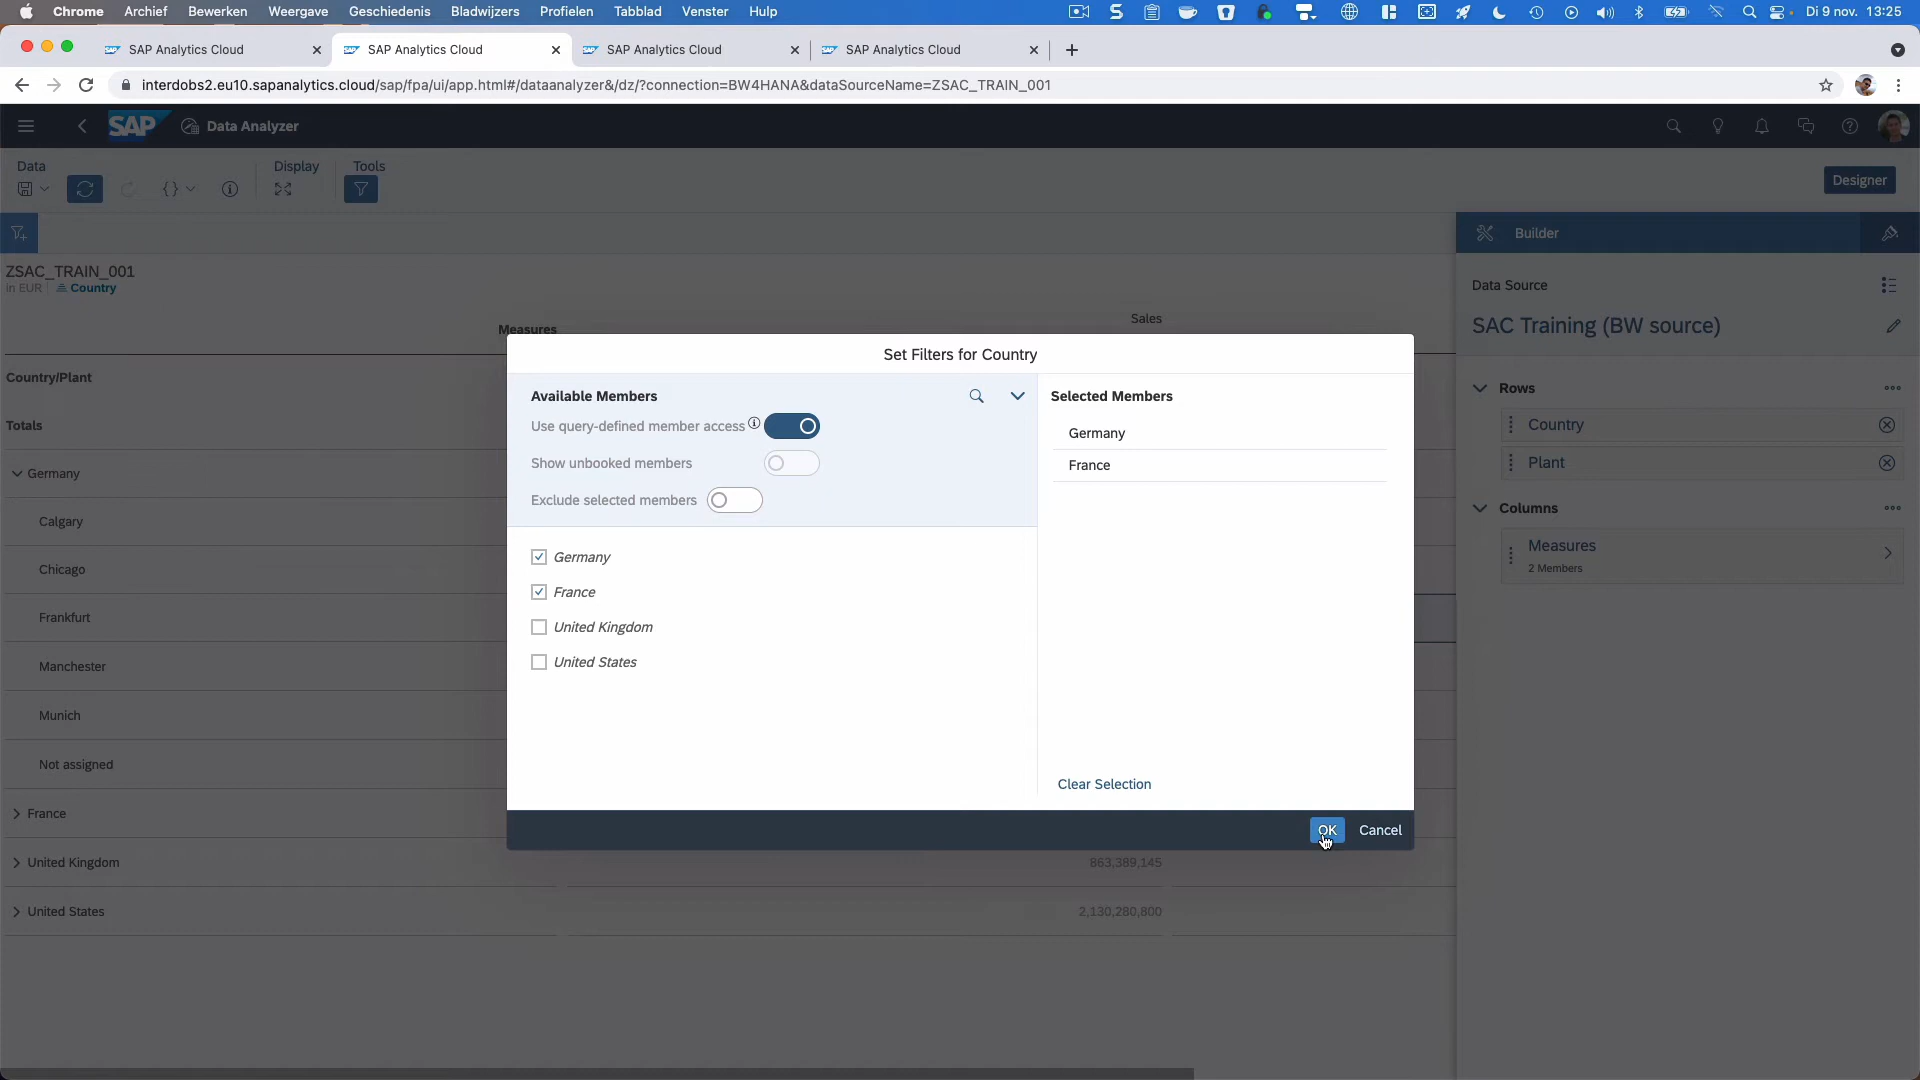 Chrome Archief Bewerken Weergave Geschiedenis Bladwijzers Profielen Tabblad Venster Hulp Di 9 nov. 13:25
SAP Analytics Cloud SAP Analytics Cloud SAP Analytics Cloud SAP Analytics Cloud
interdobs2.eu10.sapanalytics.cloud/sap/fpa/ui/app.html#/dataanalyzer&/dz/?connection=BW4HANA&dataSourceName=ZSAC_TRAIN_001
SAP Data Analyzer
Data Display Tools
Designer
Builder
ZSAC_TRAIN_001
in EUR Country
Data Source
SAC Training (BW source)
Measures
Sales
Country/Plant
Totals
Germany
Calgary
Chicago
Frankfurt
Manchester
Munich
Not assigned
France
United Kingdom 863,389,145
United States 2,130,280,800
Set Filters for Country
Available Members
Use query-defined member access
Show unbooked members
Exclude selected members
Germany
France
United Kingdom
United States
Selected Members
Germany
France
Clear Selection
OK Cancel
Rows
Country
Plant
Columns
Measures
2 Members